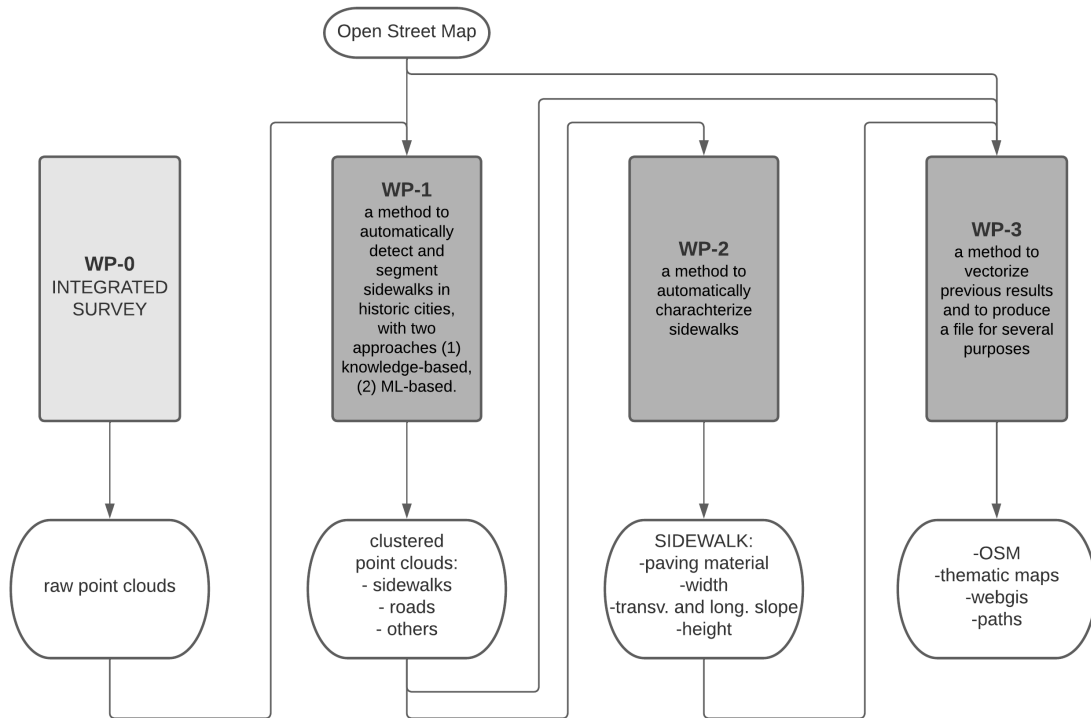 Open Street Map
WP-0
INTEGRATED
SURVEY
WP-1
a method to
automatically
detect and
segment
sidewalks in
historic cities,
with two
approaches (1)
knowledge-based,
(2) ML-based.
WP-2
a method to
automatically
charachterize
sidewalks
WP-3
a method to
vectorize
previous results
and to produce
a file for several
purposes
raw point clouds
clustered
point clouds:
- sidewalks
- roads
- others
SIDEWALK:
-paving material
-width
-transv. and long. slope
-height
-OSM
-thematic maps
-webgis
-paths